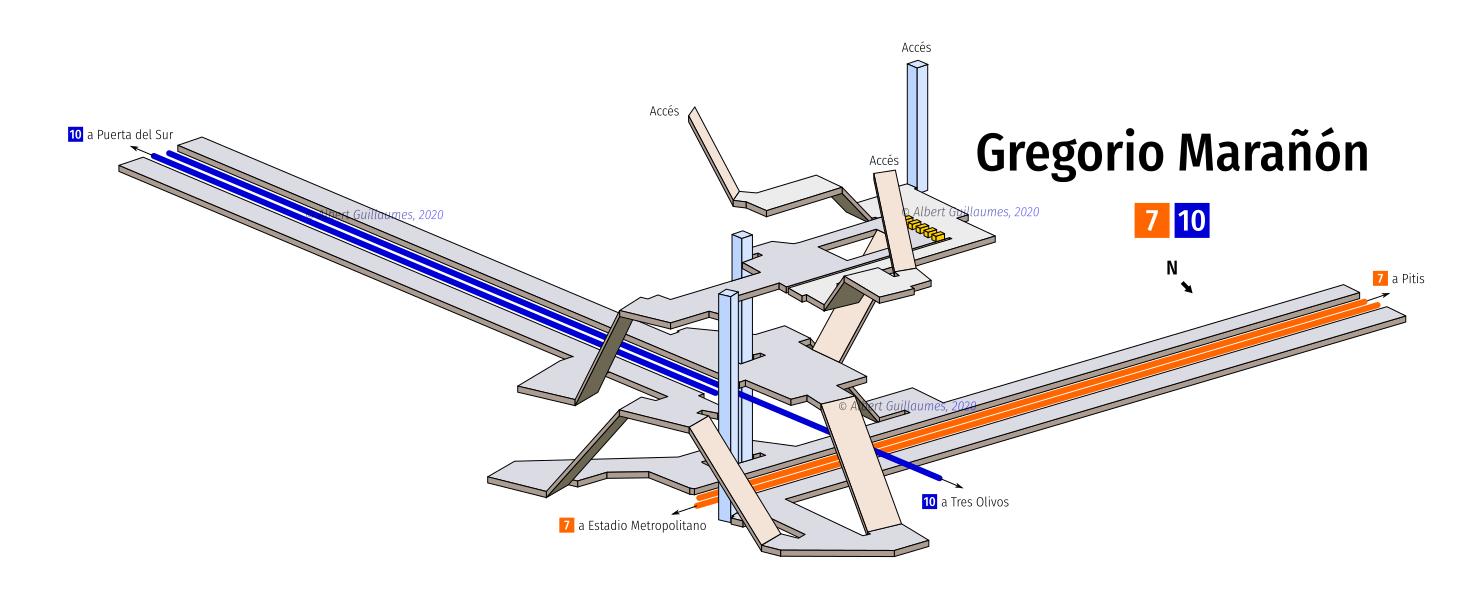 Accés
Accés
Accés
10 a Puerta del Sur
Gregorio Marañón
7 10
© Albert Guillaumes, 2020
© Albert Guillaumes, 2020
N
7 a Pitis
© Albert Guillaumes, 2020
10 a Tres Olivos
7 a Estadio Metropolitano